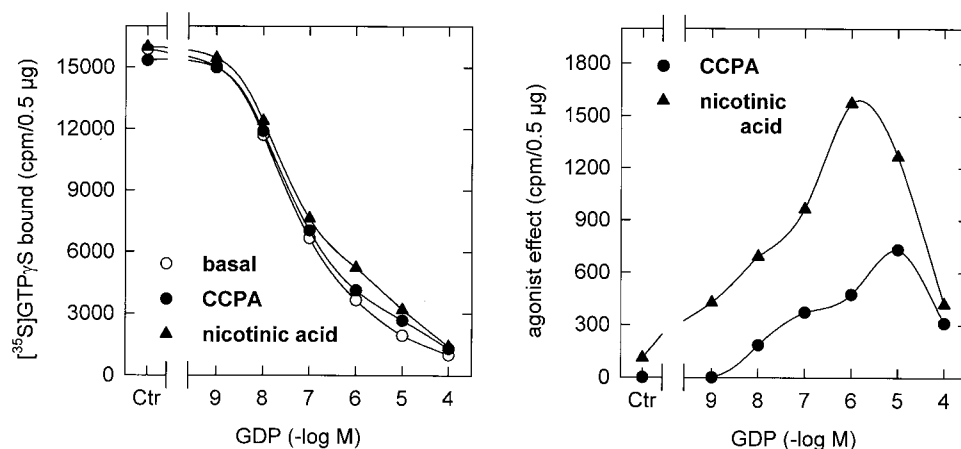 [³⁵S]GTPγS bound (cpm/0.5 µg)
15000
12000
9000
6000
3000
0
basal
CCPA
nicotinic acid
Ctr 9 8 7 6 5 4
GDP (-log M)
agonist effect (cpm/0.5 µg)
1800
1500
1200
900
600
300
0
CCPA
nicotinic
acid
Ctr 9 8 7 6 5 4
GDP (-log M)